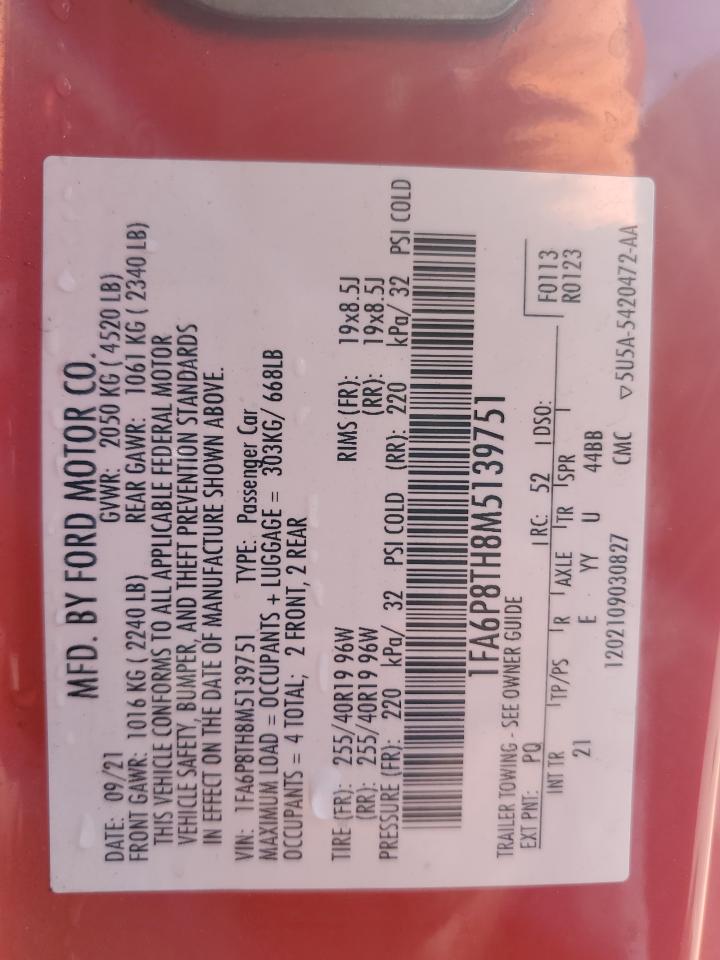 MFD. BY FORD MOTOR CO.
DATE: 09/21 GVWR: 2050 KG ( 4520 LB)
FRONT GAWR: 1016 KG ( 2240 LB) REAR GAWR: 1061 KG ( 2340 LB)
THIS VEHICLE CONFORMS TO ALL APPLICABLE FEDERAL MOTOR
VEHICLE SAFETY, BUMPER, AND THEFT PREVENTION STANDARDS
IN EFFECT ON THE DATE OF MANUFACTURE SHOWN ABOVE.
VIN: 1FA6P8TH8M5139751 TYPE: Passenger Car
MAXIMUM LOAD = OCCUPANTS + LUGGAGE = 303KG/ 668LB
OCCUPANTS = 4 TOTAL; 2 FRONT, 2 REAR
TIRE (FR): 255/40R19 96W RIMS (FR): 19x8.5J
(RR): 255/40R19 96W (RR): 19x8.5J
PRESSURE (FR): 220 kPa/ 32 PSI COLD (RR): 220 kPa/ 32 PSI COLD
1FA6P8TH8M5139751
TRAILER TOWING - SEE OWNER GUIDE
F0113
EXT PNT: PQ RC: 52 DSO: R0123
INT TR TP/PS R AXLE TR SPR
21 E YY U 44BB
1202109030827 CMC ▽5U5A-5420472-AA